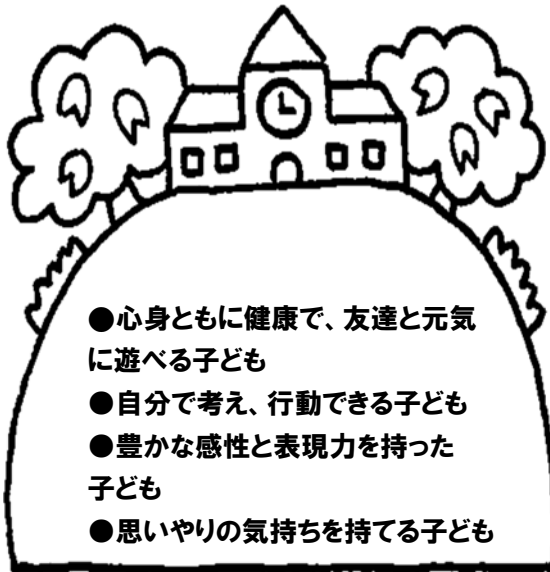 ●心身ともに健康で、友達と元気
に遊べる子ども
●自分で考え、行動できる子ども
●豊かな感性と表現力を持った
子ども
●思いやりの気持ちを持てる子ども